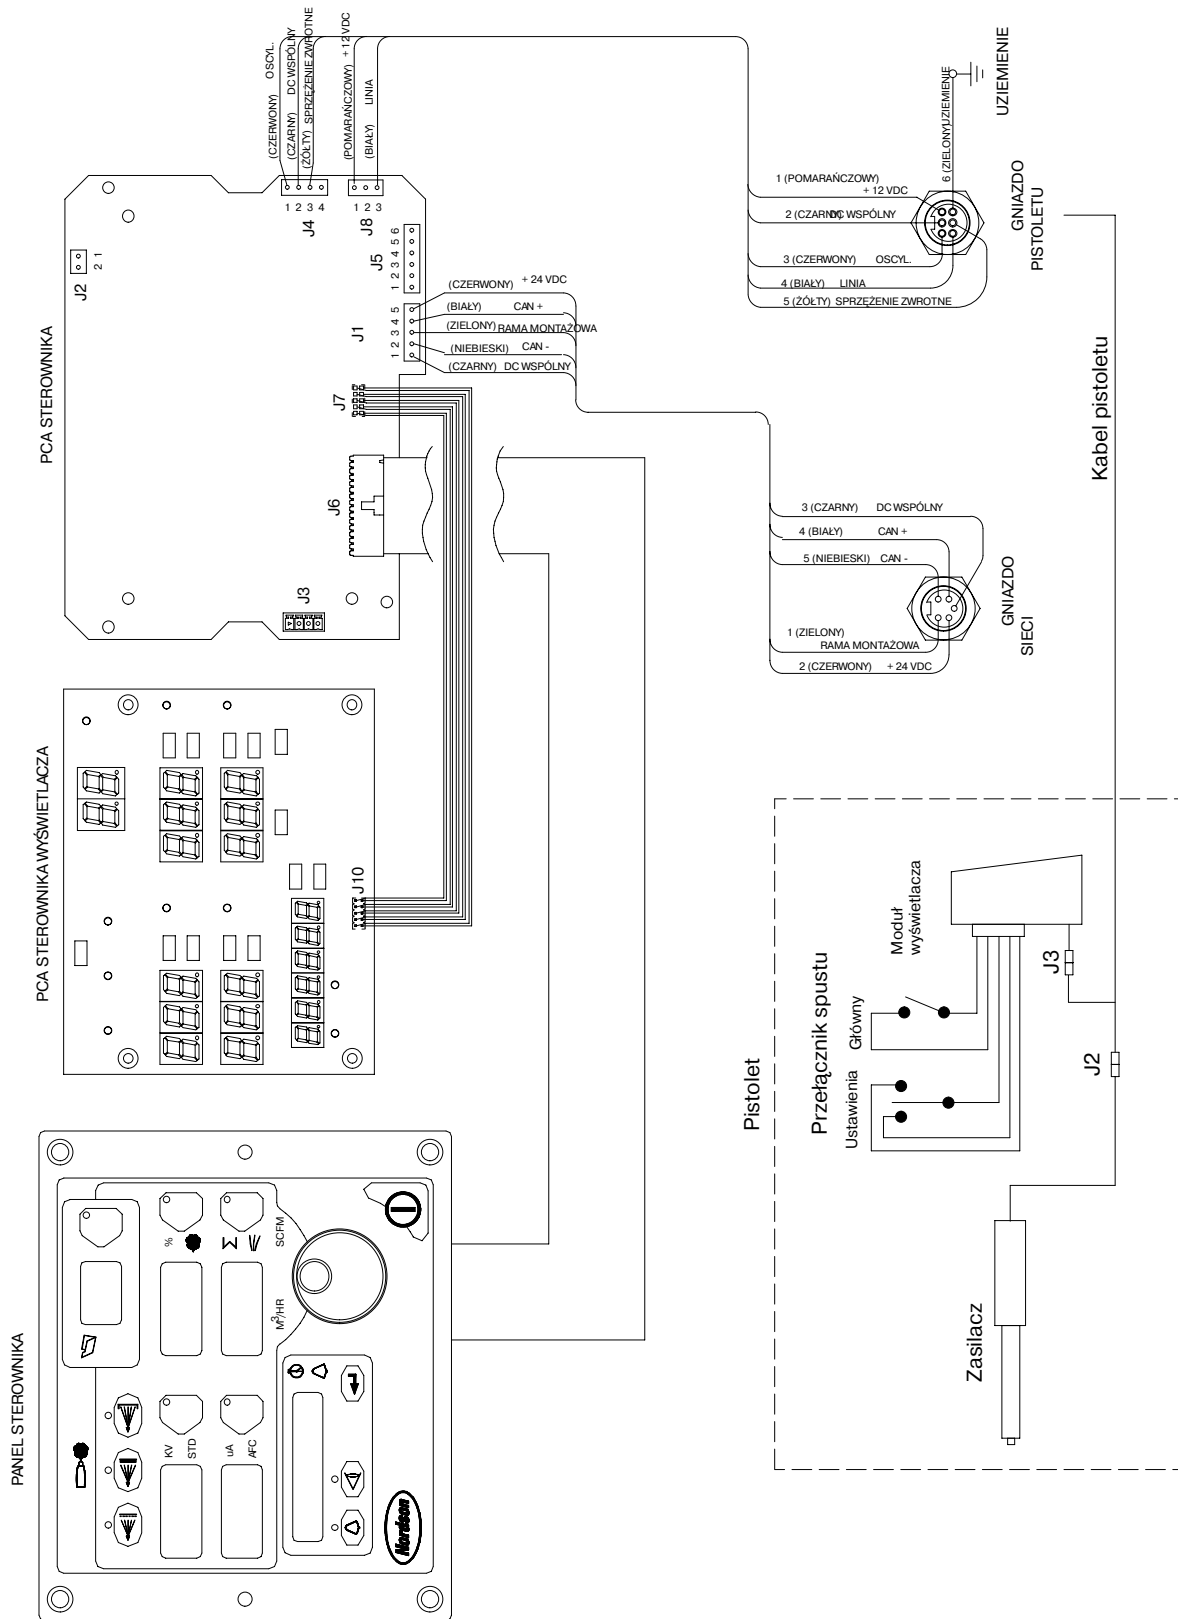 PANEL STEROWNIKA
KV
STD
uA
AFC
%
M³/HR
SCFM
Nordson
PCA STEROWNIKA WYŚWIETLACZA
J10
PCA STEROWNIKA
J2
2 1
J3
J6
J7
J1
1 2 3 4 5
J5
1 2 3 4 5 6
J4
1 2 3 4
J8
1 2 3
(CZERWONY) OSCYL.
(CZARNY) DC WSPÓLNY
(ŻÓŁTY) SPRZĘŻENIE ZWROTNE
(POMARAŃCZOWY) + 12 VDC
(BIAŁY) LINIA
(CZERWONY) + 24 VDC
(BIAŁY) CAN +
(ZIELONY) RAMA MONTAŻOWA
(NIEBIESKI) CAN -
(CZARNY) DC WSPÓLNY
1 (POMARAŃCZOWY)
+ 12 VDC
2 (CZARNY) DC WSPÓLNY
3 (CZERWONY) OSCYL.
4 (BIAŁY) LINIA
5 (ŻÓŁTY) SPRZĘŻENIE ZWROTNE
6 (ZIELONY) UZIEMIENIE
UZIEMIENIE
GNIAZDO
PISTOLETU
3 (CZARNY) DC WSPÓLNY
4 (BIAŁY) CAN +
5 (NIEBIESKI) CAN -
1 (ZIELONY)
RAMA MONTAŻOWA
2 (CZERWONY) + 24 VDC
GNIAZDO
SIECI
Kabel pistoletu
Pistolet
Przełącznik spustu
Ustawienia
Główny
Moduł
wyświetlacza
J3
J2
Zasilacz